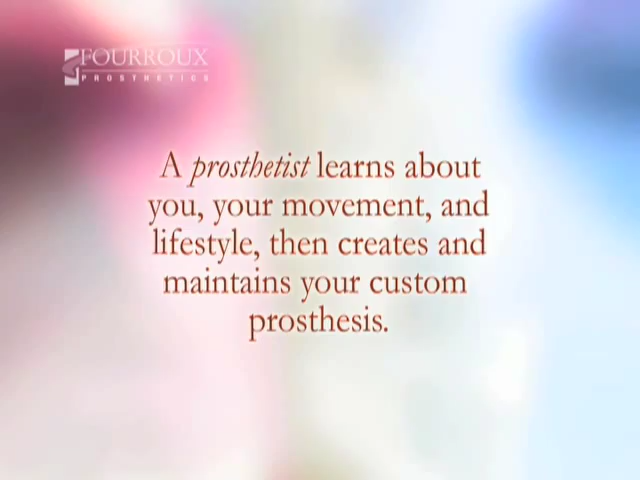 FOURROUX
PROSTHETICS
A prosthetist learns about
you, your movement, and
lifestyle, then creates and
maintains your custom
prosthesis.